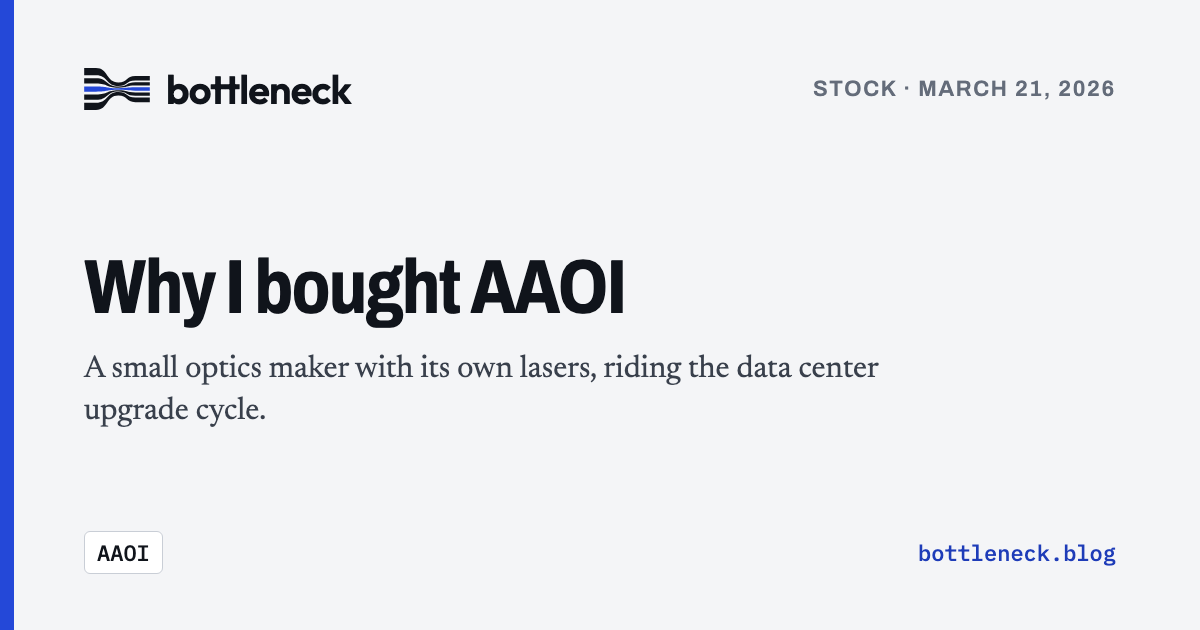 bottleneck
STOCK · MARCH 21, 2026
Why I bought AAOI
A small optics maker with its own lasers, riding the data center
upgrade cycle.
AAOI
bottleneck.blog